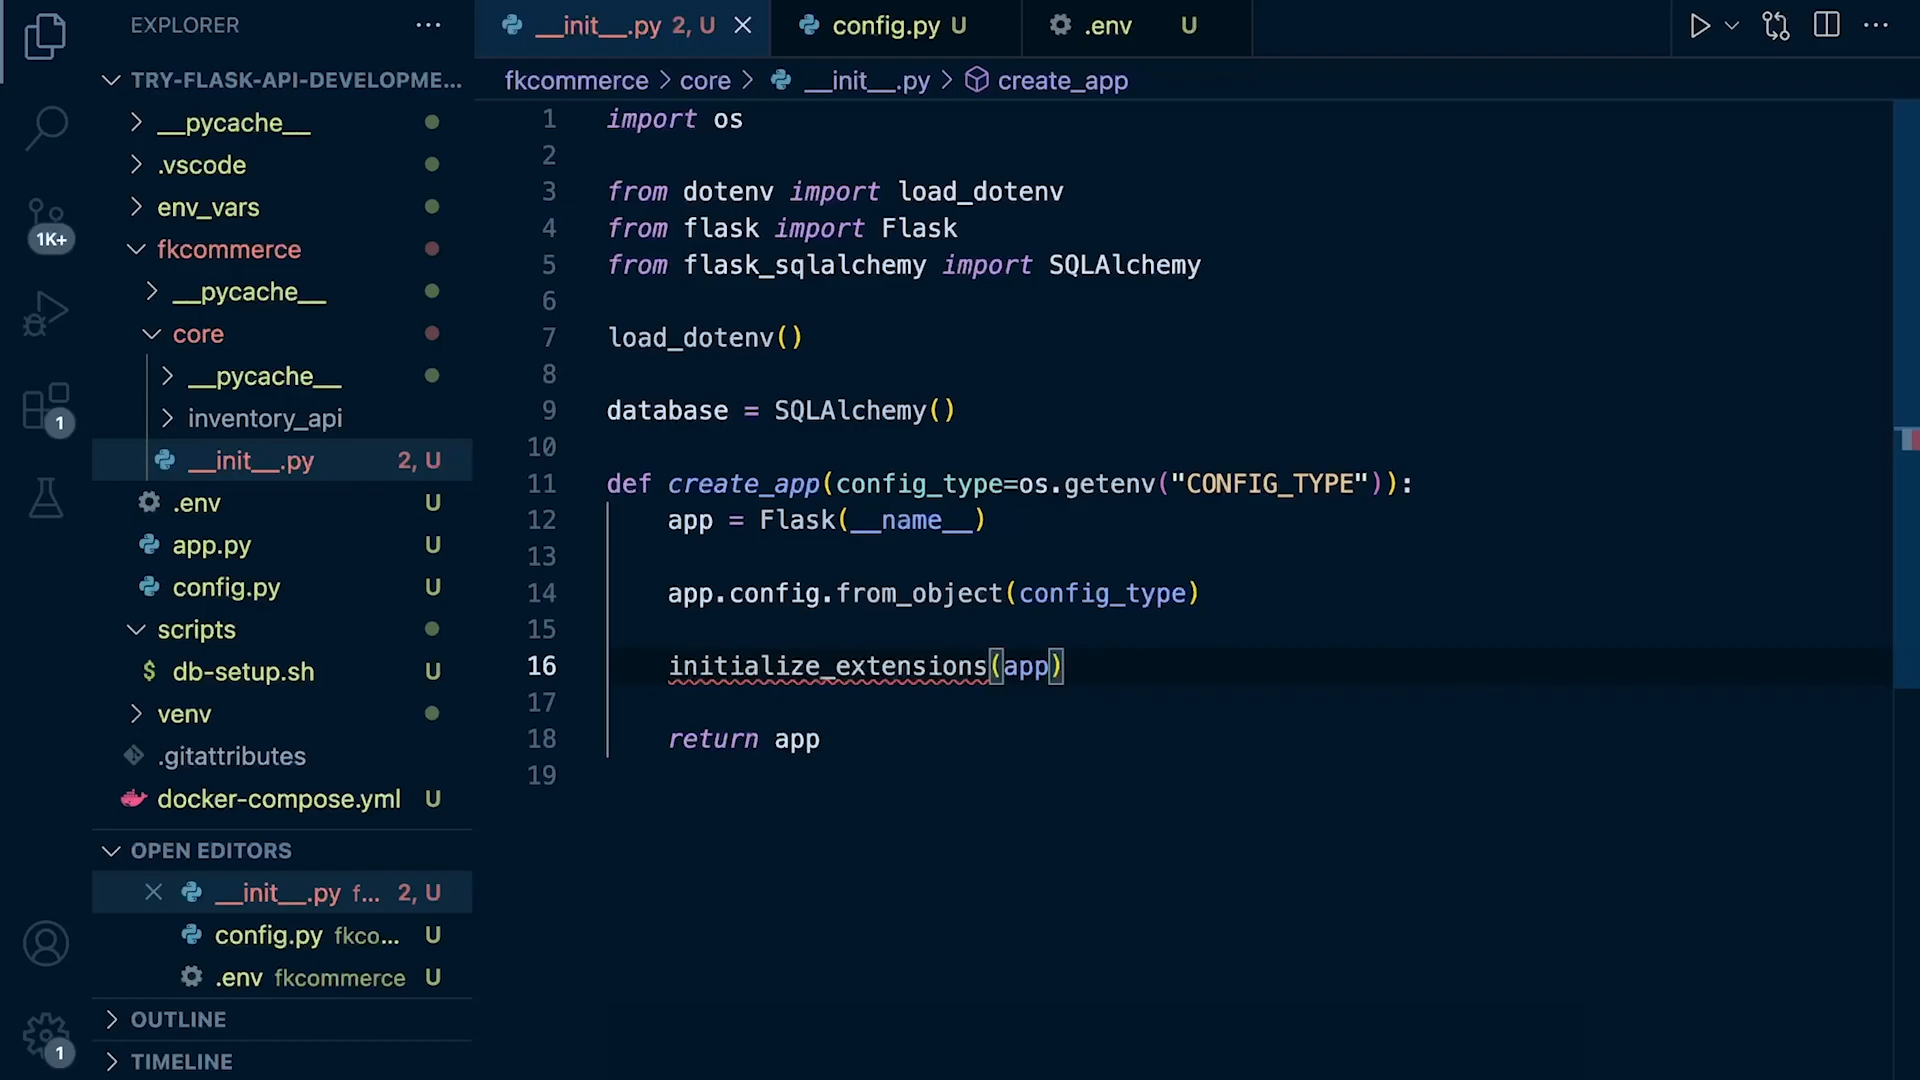 EXPLORER
TRY-FLASK-API-DEVELOPME...
__pycache__
.vscode
env_vars
fkcommerce
__pycache__
core
__pycache__
inventory_api
__init__.py 2, U
.env U
app.py U
config.py U
scripts
db-setup.sh U
venv
.gitattributes
docker-compose.yml U
OPEN EDITORS
__init__.py f... 2, U
config.py fkco... U
.env fkcommerce U
OUTLINE
TIMELINE
1K+
1
1
__init__.py 2, U
config.py U
.env U
fkcommerce > core > __init__.py > create_app
1 import os
2
3 from dotenv import load_dotenv
4 from flask import Flask
5 from flask_sqlalchemy import SQLAlchemy
6
7 load_dotenv()
8
9 database = SQLAlchemy()
10
11 def create_app(config_type=os.getenv("CONFIG_TYPE")):
12 app = Flask(__name__)
13
14 app.config.from_object(config_type)
15
16 initialize_extensions(app)
17
18 return app
19